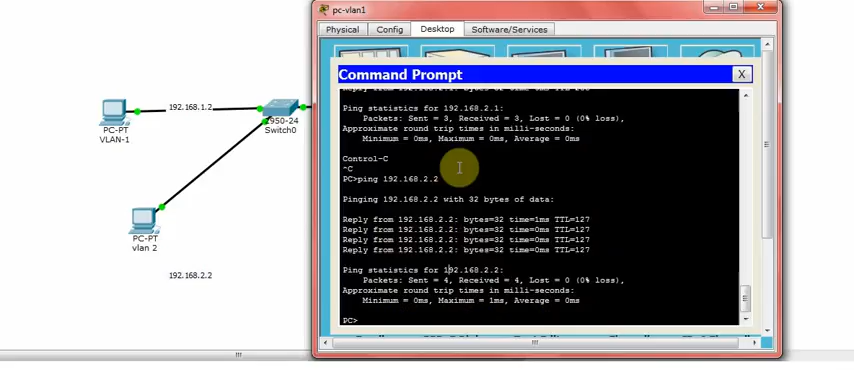 pc-vlan1
Physical
Config
Desktop
Software/Services
Command Prompt
X
Ping statistics for 192.168.2.1:
Packets: Sent = 3, Received = 3, Lost = 0 (0% loss),
Approximate round trip times in milli-seconds:
Minimum = 0ms, Maximum = 0ms, Average = 0ms
Control-C
^C
PC>ping 192.168.2.2
Pinging 192.168.2.2 with 32 bytes of data:
Reply from 192.168.2.2: bytes=32 time=1ms TTL=127
Reply from 192.168.2.2: bytes=32 time=0ms TTL=127
Reply from 192.168.2.2: bytes=32 time=0ms TTL=127
Reply from 192.168.2.2: bytes=32 time=0ms TTL=127
Ping statistics for 192.168.2.2:
Packets: Sent = 4, Received = 4, Lost = 0 (0% loss),
Approximate round trip times in milli-seconds:
Minimum = 0ms, Maximum = 1ms, Average = 0ms
PC>
192.168.1.2
PC-PT
VLAN-1
2950-24
Switch0
PC-PT
vlan 2
192.168.2.2